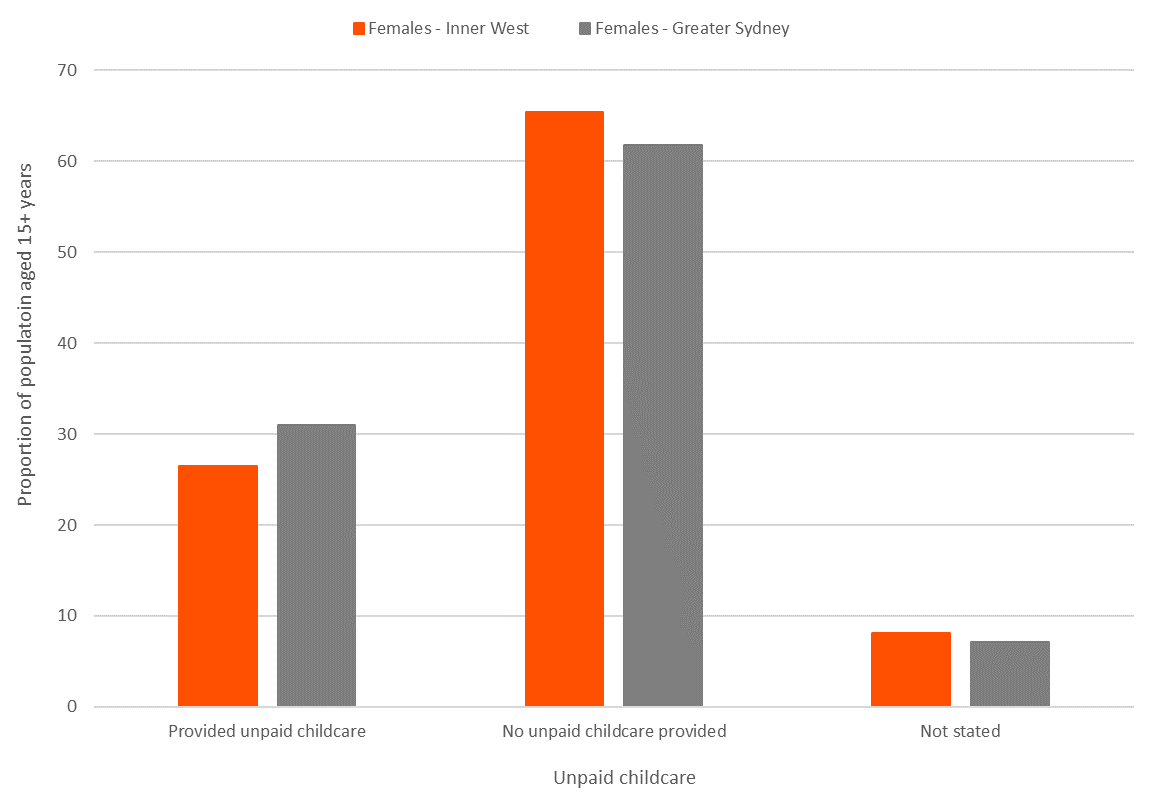 Females - Inner West
Females - Greater Sydney
Proportion of populatoin aged 15+ years
70
60
50
40
30
20
10
0
Provided unpaid childcare
No unpaid childcare provided
Not stated
Unpaid childcare